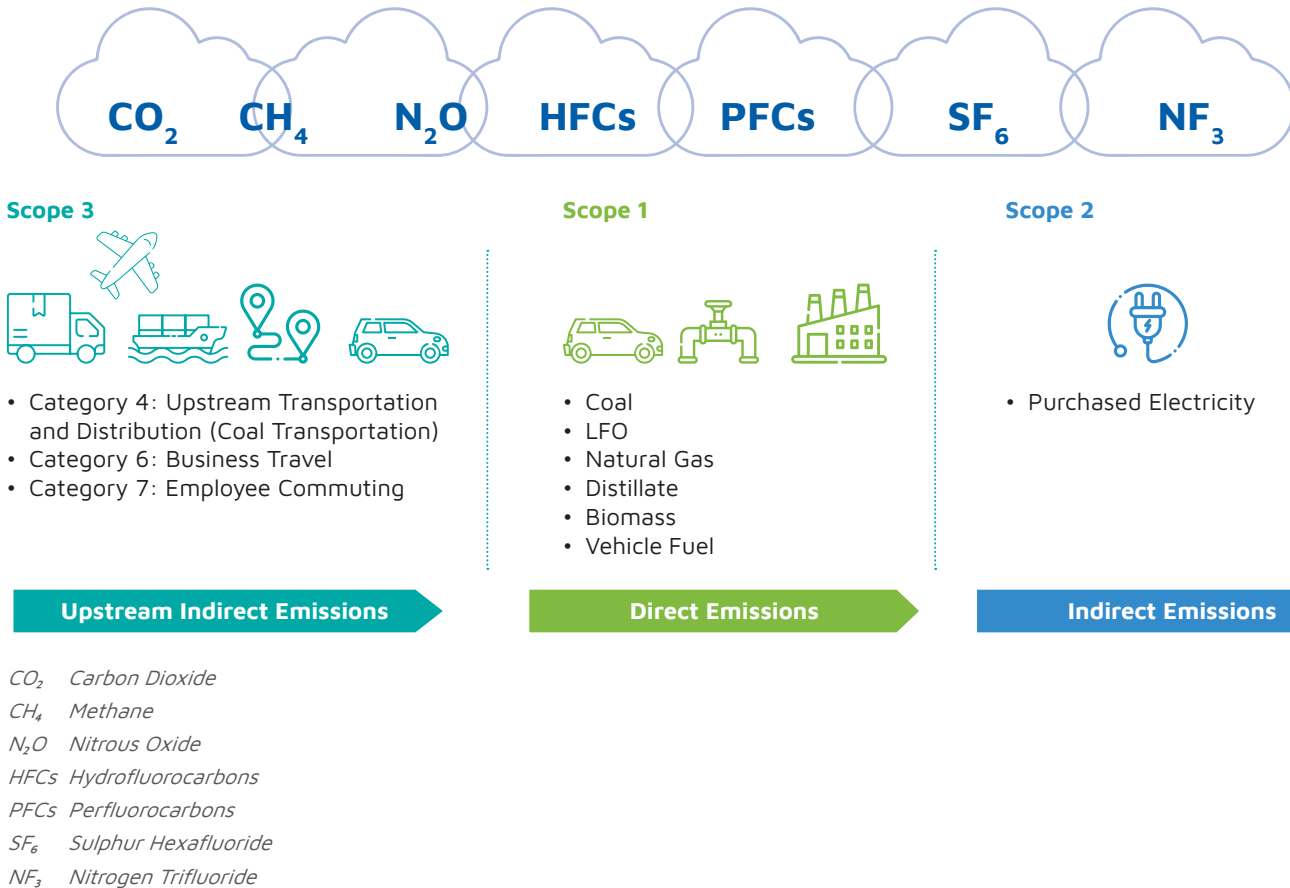 CO₂ CH₄ N₂O HFCs PFCs SF₆ NF₃
Scope 3
• Category 4: Upstream Transportation
and Distribution (Coal Transportation)
• Category 6: Business Travel
• Category 7: Employee Commuting
Upstream Indirect Emissions
Scope 1
• Coal
• LFO
• Natural Gas
• Distillate
• Biomass
• Vehicle Fuel
Direct Emissions
Scope 2
• Purchased Electricity
Indirect Emissions
CO₂ Carbon Dioxide
CH₄ Methane
N₂O Nitrous Oxide
HFCs Hydrofluorocarbons
PFCs Perfluorocarbons
SF₆ Sulphur Hexafluoride
NF₃ Nitrogen Trifluoride